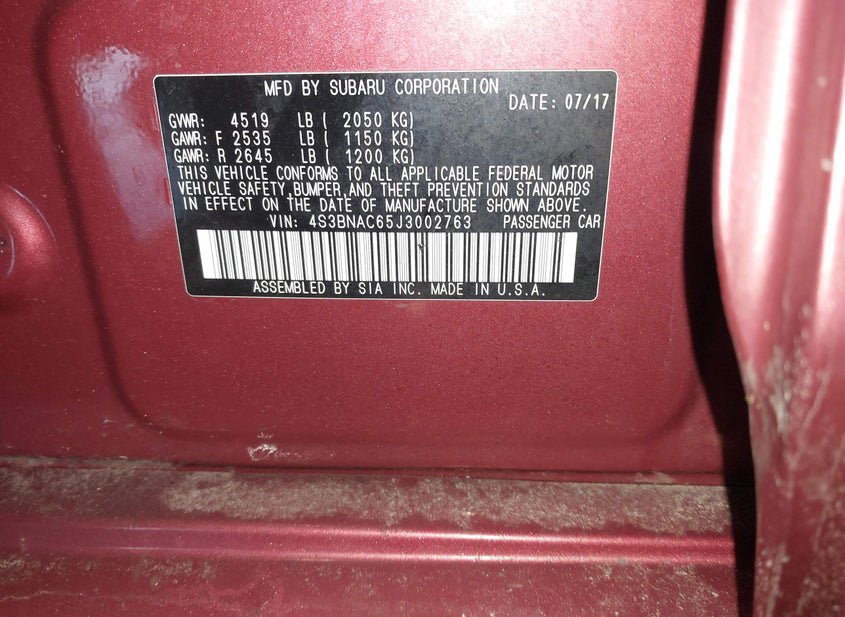 MFD BY SUBARU CORPORATION
DATE: 07/17
GVWR: 4519 LB ( 2050 KG)
GAWR: F 2535 LB ( 1150 KG)
GAWR: R 2645 LB ( 1200 KG)
THIS VEHICLE CONFORMS TO ALL APPLICABLE FEDERAL MOTOR
VEHICLE SAFETY,BUMPER,AND THEFT PREVENTION STANDARDS
IN EFFECT ON THE DATE OF MANUFACTURE SHOWN ABOVE.
VIN: 4S3BNAC65J3002763 PASSENGER CAR
ASSEMBLED BY SIA INC. MADE IN U.S.A.